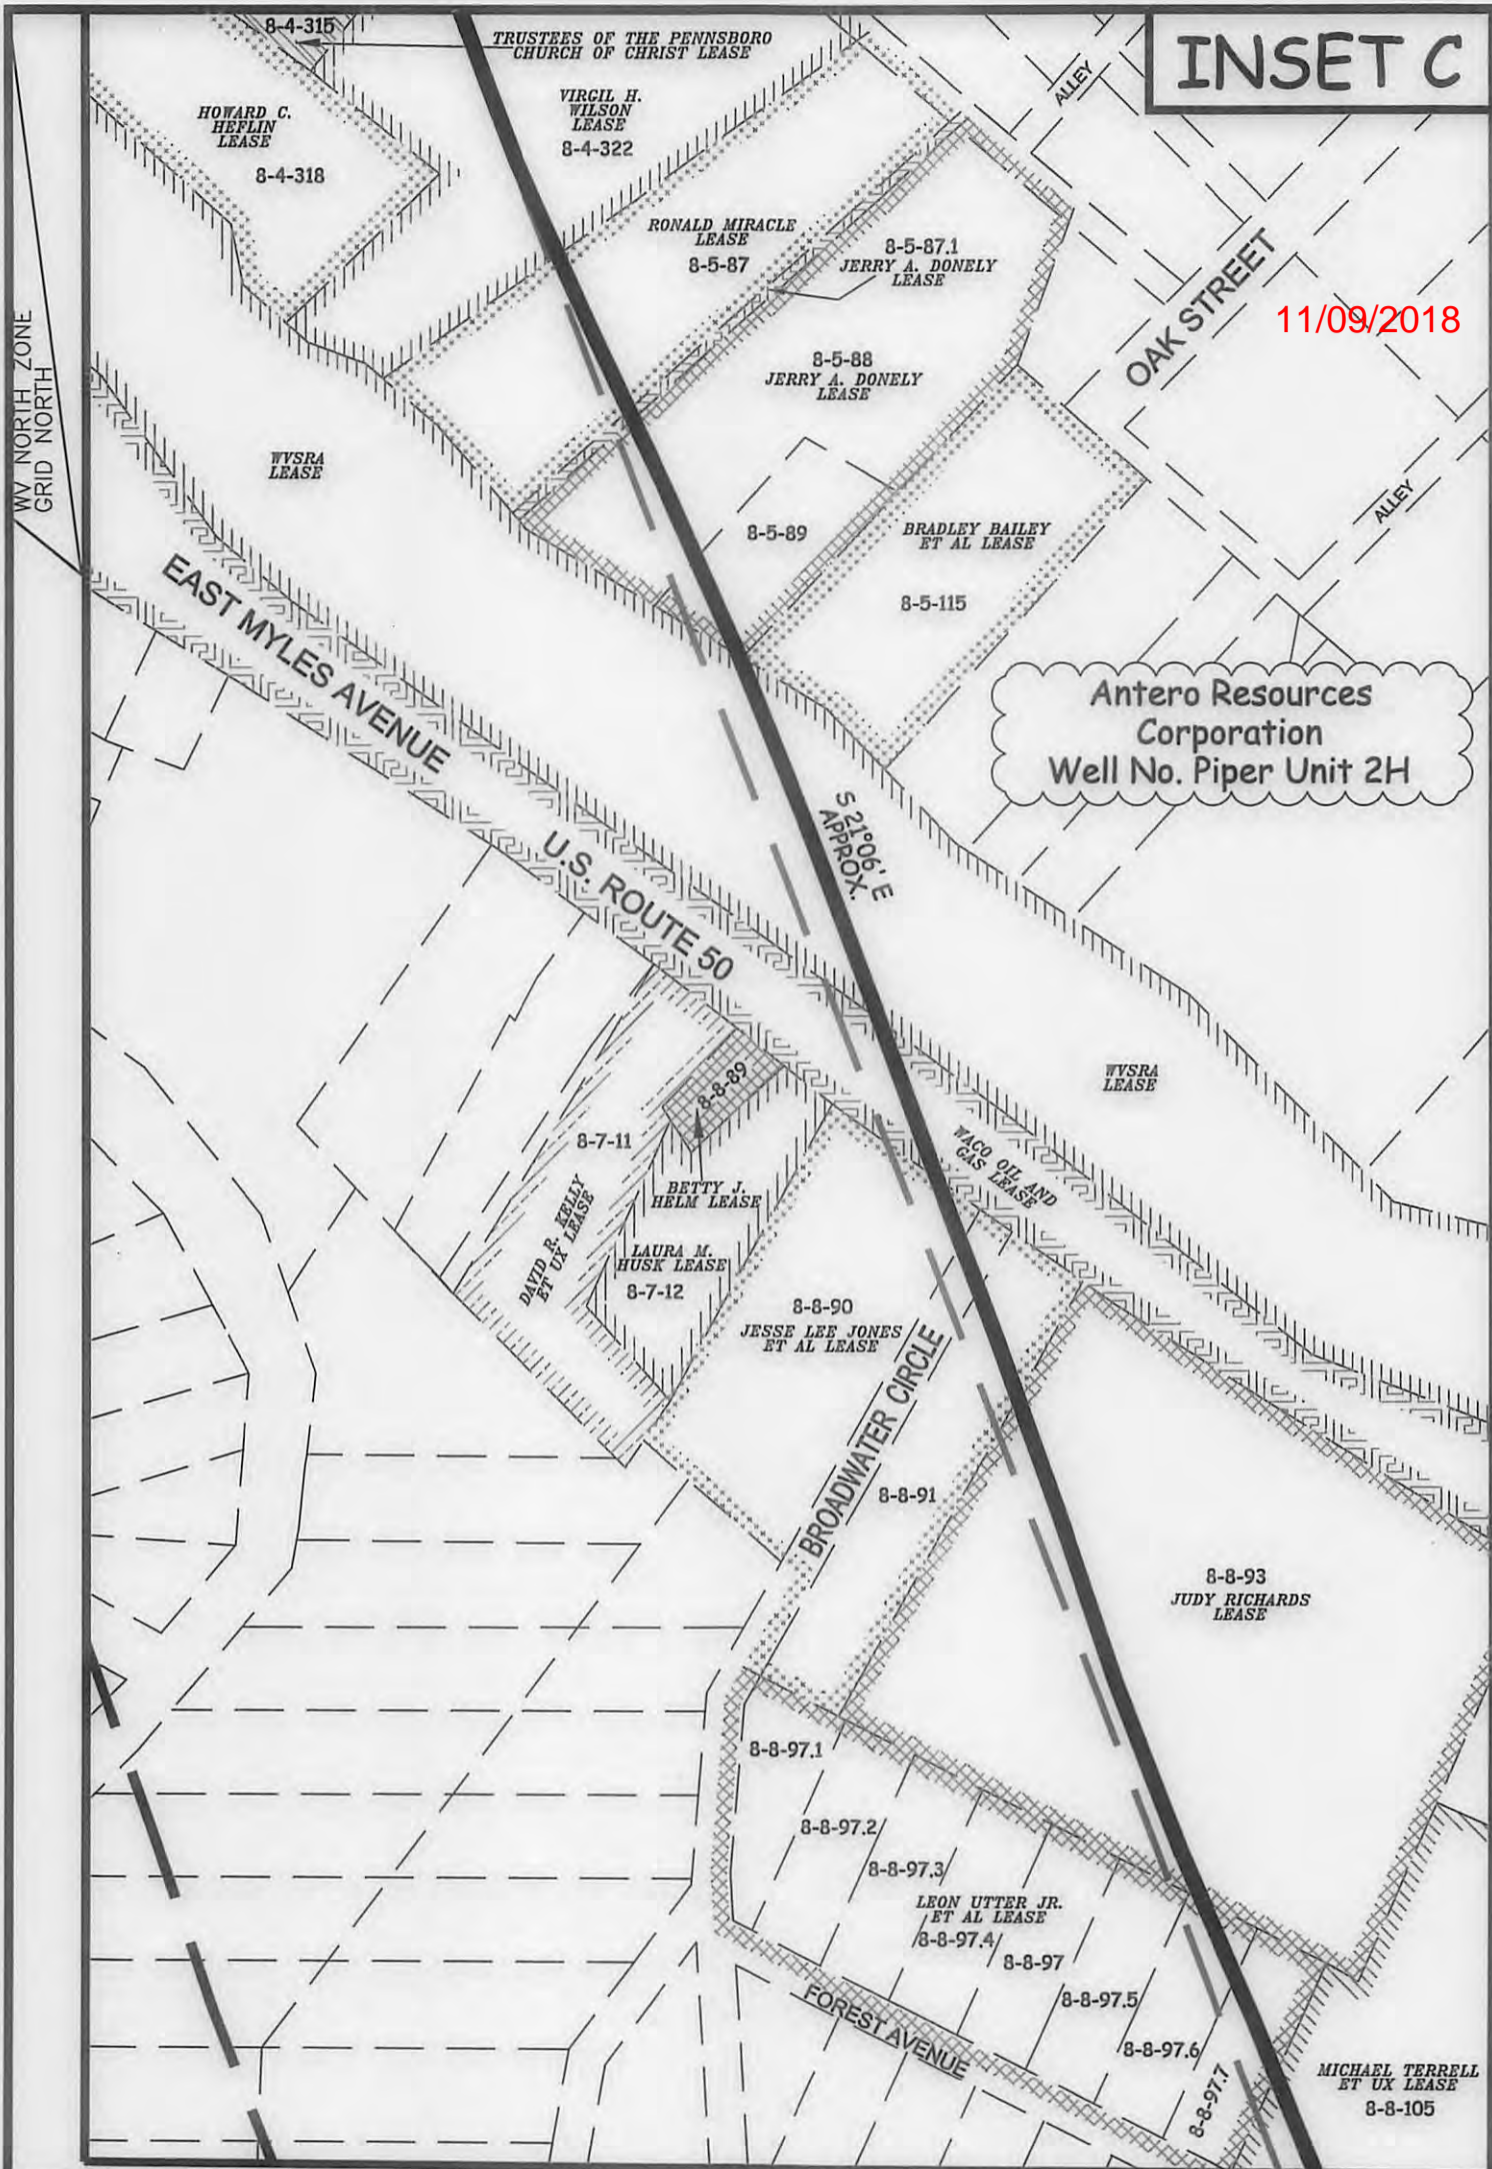 INSET C
8-4-315
TRUSTEES OF THE PENNSBORO
CHURCH OF CHRIST LEASE
ALLEY
HOWARD C.
HEFLIN
LEASE
8-4-318
VIRGIL H.
WILSON
LEASE
8-4-322
RONALD MIRACLE
LEASE
8-5-87
8-5-87.1
JERRY A. DONELY
LEASE
OAK STREET
11/09/2018
WV NORTH ZONE
GRID NORTH
8-5-88
JERRY A. DONELY
LEASE
WVSRA
LEASE
ALLEY
8-5-89
BRADLEY BAILEY
ET AL LEASE
8-5-115
EAST MYLES AVENUE
Antero Resources
Corporation
Well No. Piper Unit 2H
S 21°06' E
APPROX.
U.S. ROUTE 50
WVSRA
LEASE
8-8-89
8-7-11
WACO OIL AND
GAS LEASE
BETTY J.
HELM LEASE
DAVID R. KELLY
ET UX LEASE
LAURA M.
HUSK LEASE
8-7-12
8-8-90
JESSE LEE JONES
ET AL LEASE
BROADWATER CIRCLE
8-8-91
8-8-93
JUDY RICHARDS
LEASE
8-8-97.1
8-8-97.2
8-8-97.3
LEON UTTER JR.
ET AL LEASE
8-8-97.4
8-8-97
8-8-97.5
FOREST AVENUE
8-8-97.6
8-8-97.7
MICHAEL TERRELL
ET UX LEASE
8-8-105